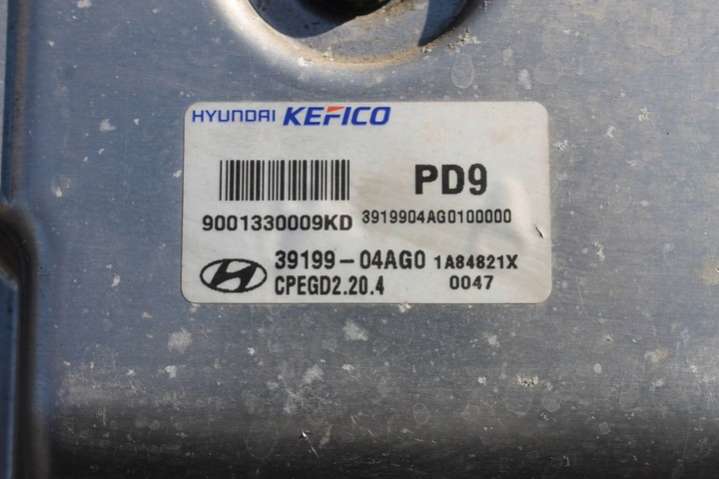 HYUNDAI KEFICO
PD9
9001330009KD 3919904AG0100000
39199-04AG0 1A84821X
CPEGD2.20.4 0047